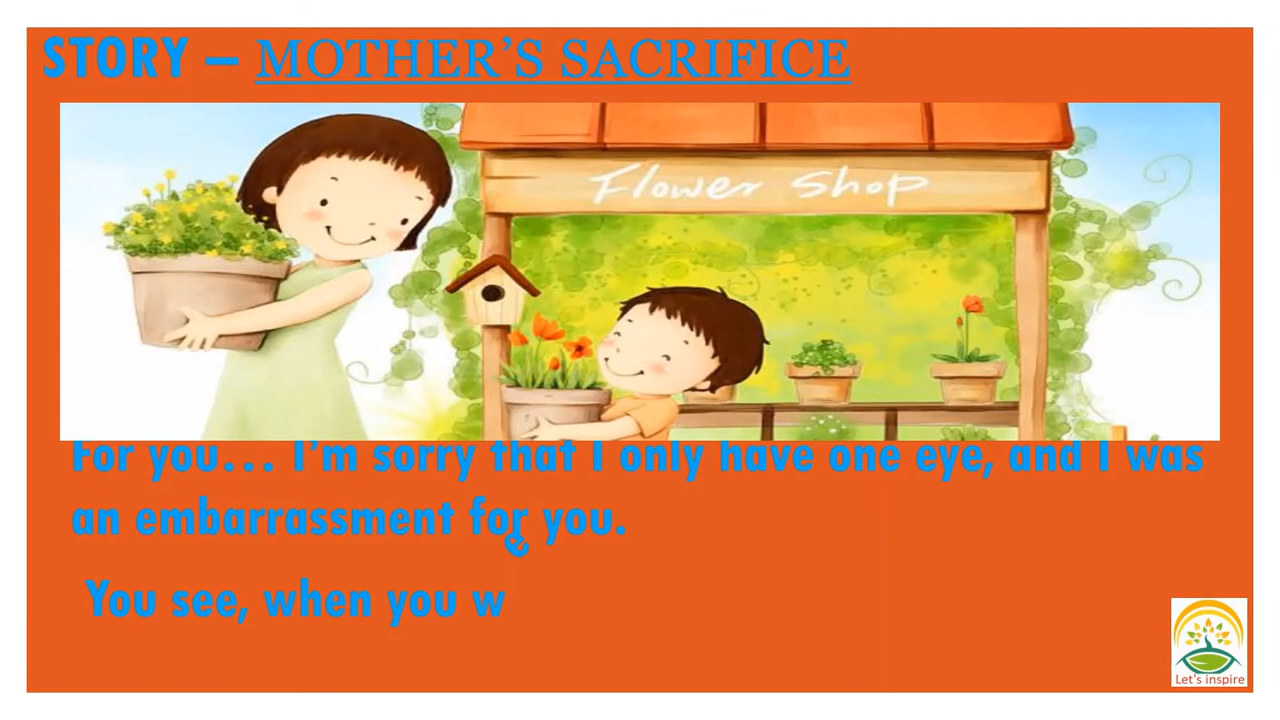 STORY – MOTHER'S SACRIFICE
Flower Shop
For you... I'm sorry that I only have one eye, and I was
an embarrassment for you.
You see, when you w
Let's inspire